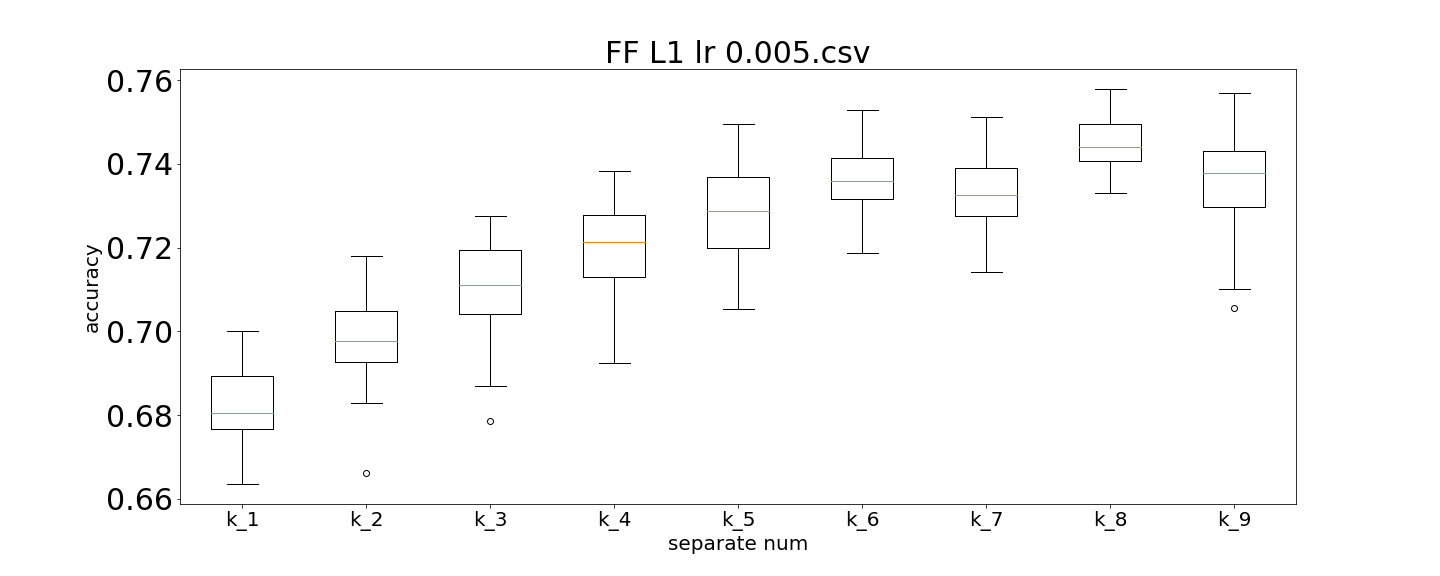 FF L1 lr 0.005.csv
0.76
0.74
0.72
0.70
0.68
0.66
accuracy
k_1 k_2 k_3 k_4 k_5 k_6 k_7 k_8 k_9
separate num